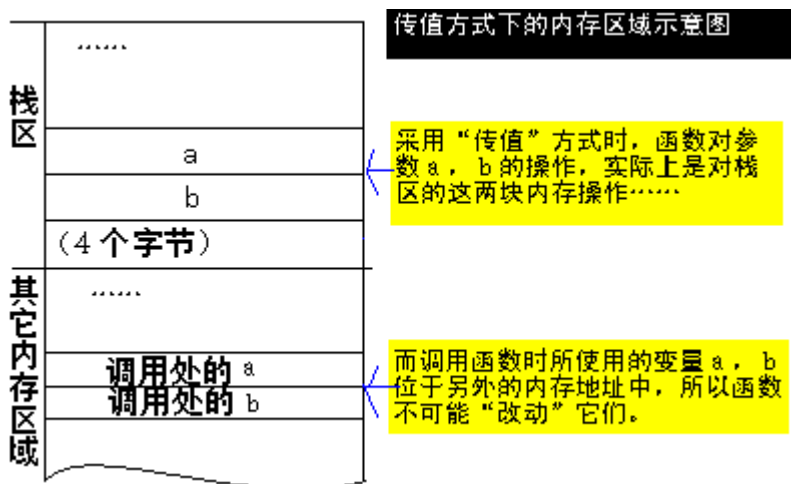 传值方式下的内存区域示意图
……
栈区
a
b
(4个字节)
采用“传值”方式时，函数对参
数a，b的操作，实际上是对栈
区的这两块内存操作……
其它内存区域
……
调用处的 a
调用处的 b
而调用函数时所使用的变量a，b
位于另外的内存地址中，所以函数
不可能“改动”它们。